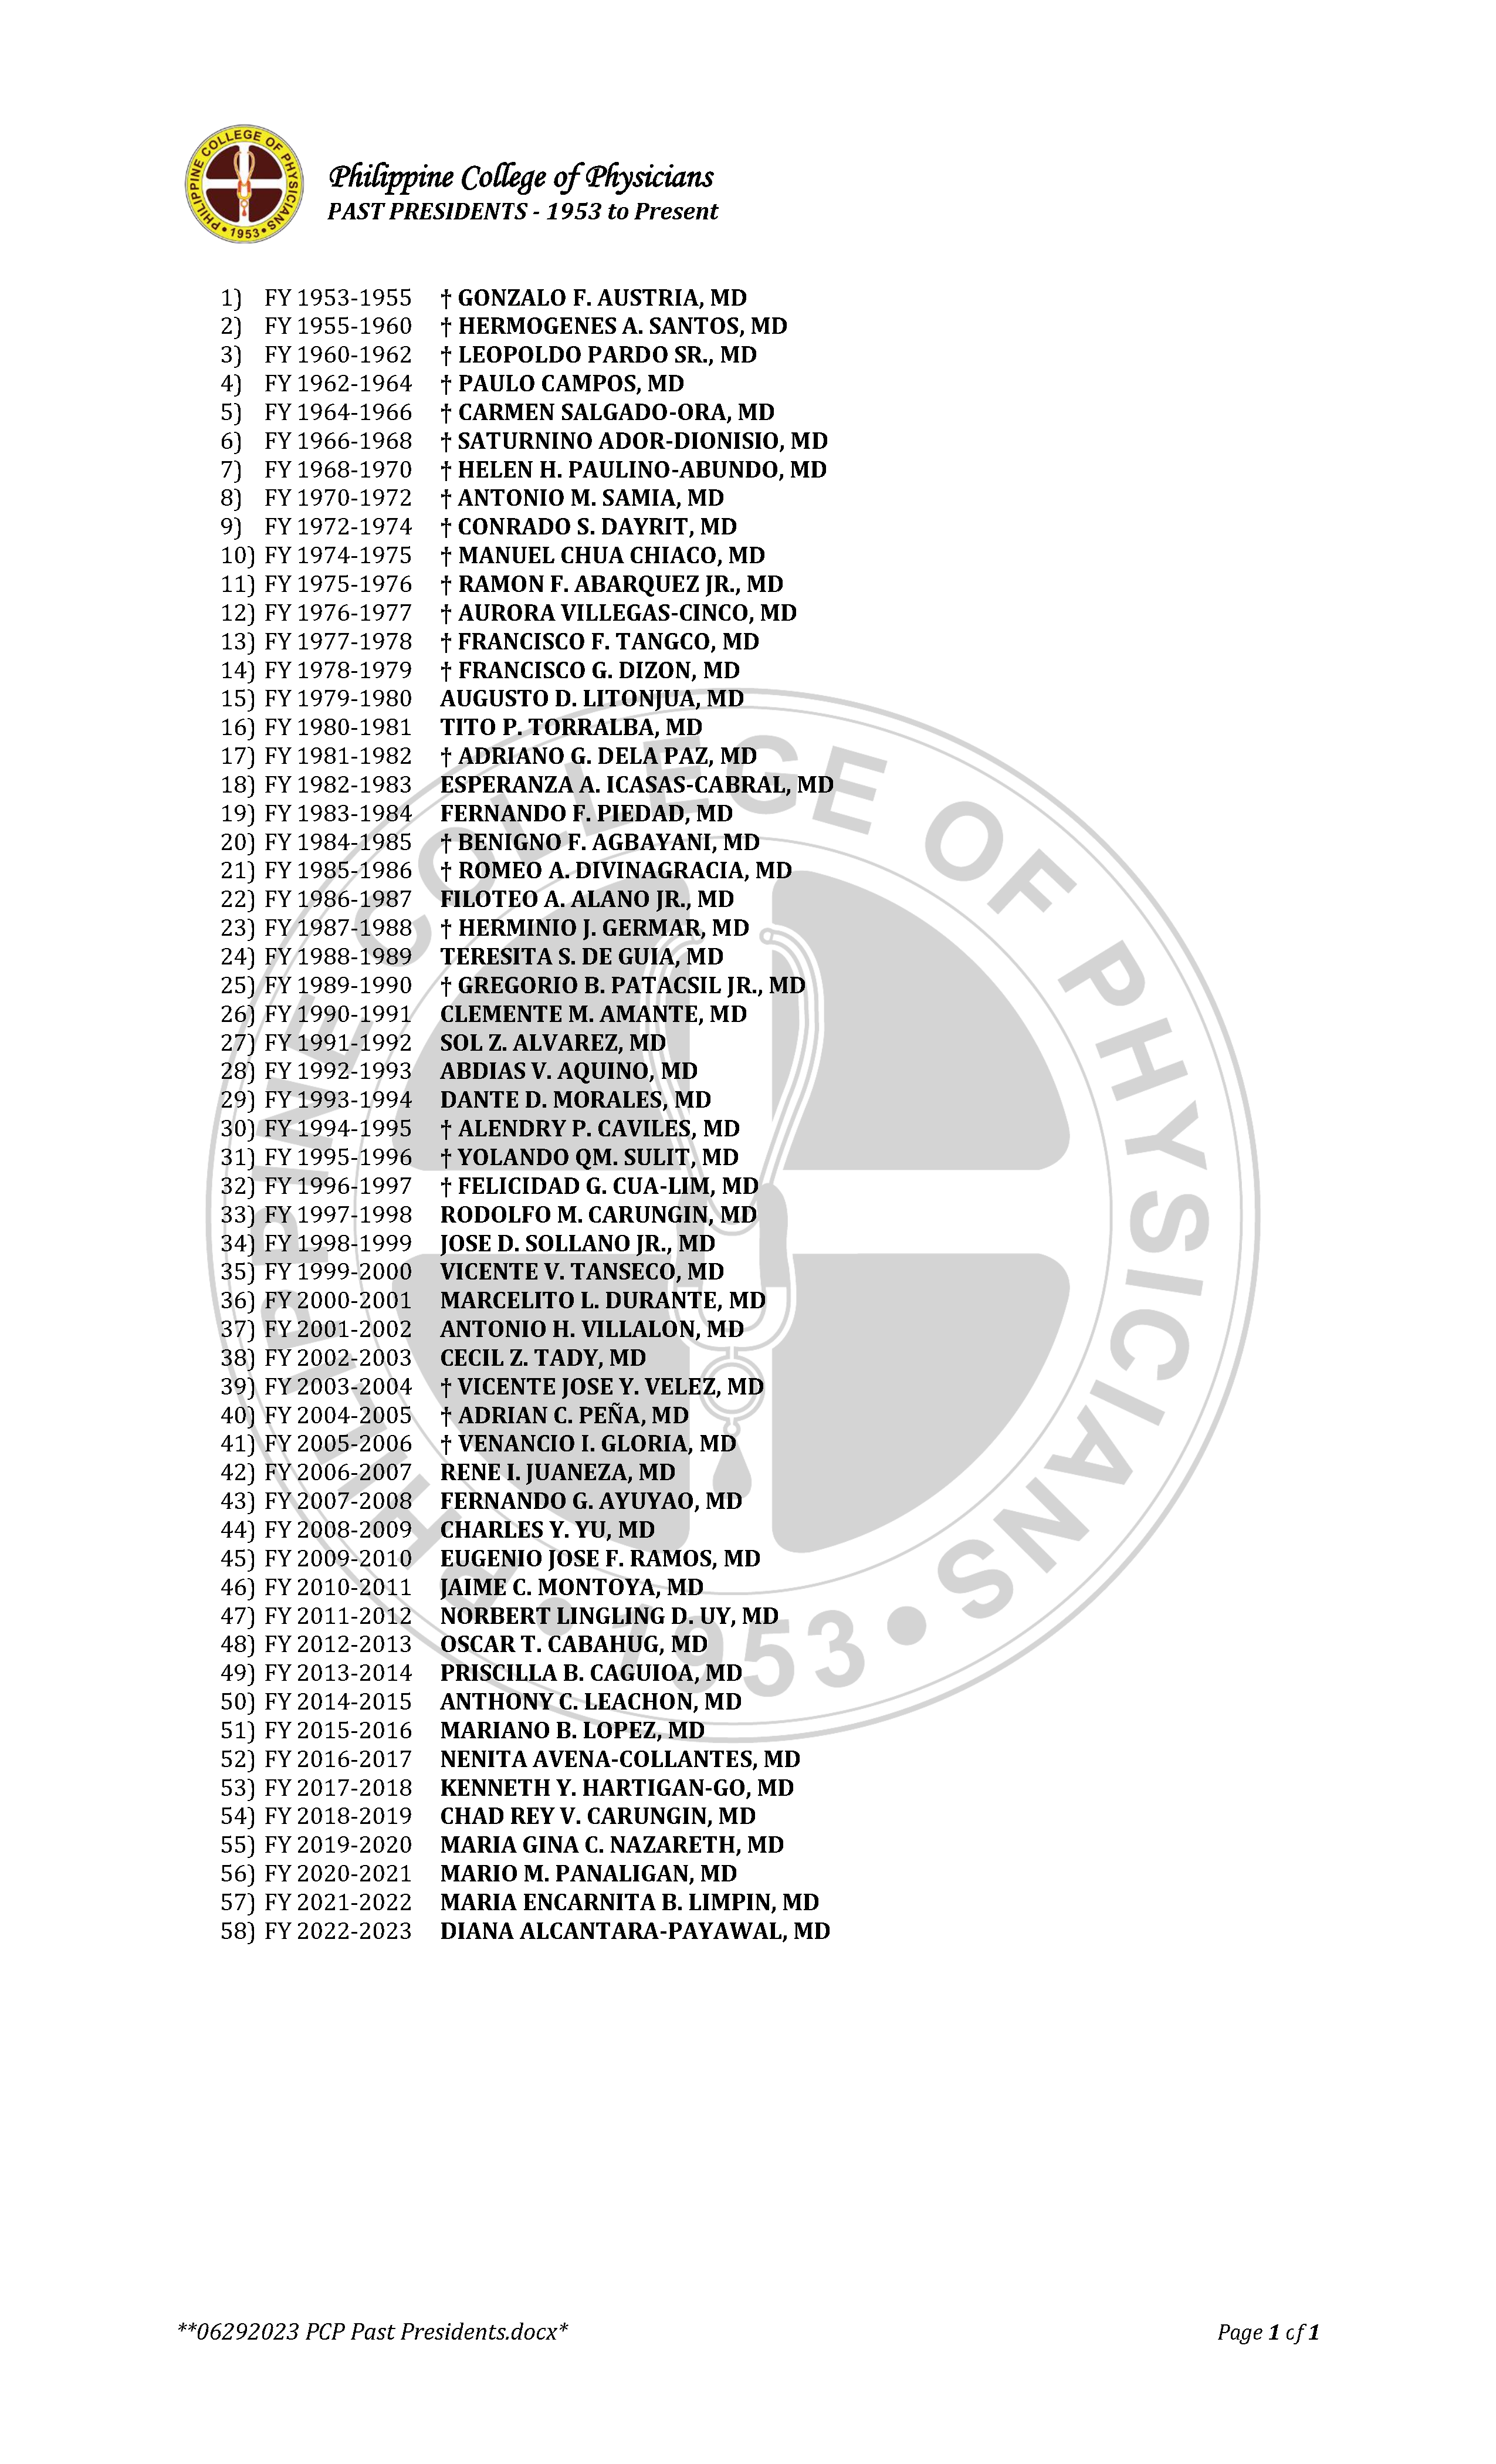 PHILIPPINE COLLEGE OF PHYSICIANS
• 1953 •
Philippine College of Physicians
PAST PRESIDENTS - 1953 to Present
1) FY 1953-1955 † GONZALO F. AUSTRIA, MD
2) FY 1955-1960 † HERMOGENES A. SANTOS, MD
3) FY 1960-1962 † LEOPOLDO PARDO SR., MD
4) FY 1962-1964 † PAULO CAMPOS, MD
5) FY 1964-1966 † CARMEN SALGADO-ORA, MD
6) FY 1966-1968 † SATURNINO ADOR-DIONISIO, MD
7) FY 1968-1970 † HELEN H. PAULINO-ABUNDO, MD
8) FY 1970-1972 † ANTONIO M. SAMIA, MD
9) FY 1972-1974 † CONRADO S. DAYRIT, MD
10) FY 1974-1975 † MANUEL CHUA CHIACO, MD
11) FY 1975-1976 † RAMON F. ABARQUEZ JR., MD
12) FY 1976-1977 † AURORA VILLEGAS-CINCO, MD
13) FY 1977-1978 † FRANCISCO F. TANGCO, MD
14) FY 1978-1979 † FRANCISCO G. DIZON, MD
15) FY 1979-1980 AUGUSTO D. LITONJUA, MD
16) FY 1980-1981 TITO P. TORRALBA, MD
17) FY 1981-1982 † ADRIANO G. DELA PAZ, MD
18) FY 1982-1983 ESPERANZA A. ICASAS-CABRAL, MD
19) FY 1983-1984 FERNANDO F. PIEDAD, MD
20) FY 1984-1985 † BENIGNO F. AGBAYANI, MD
21) FY 1985-1986 † ROMEO A. DIVINAGRACIA, MD
22) FY 1986-1987 FILOTEO A. ALANO JR., MD
23) FY 1987-1988 † HERMINIO J. GERMAR, MD
24) FY 1988-1989 TERESITA S. DE GUIA, MD
25) FY 1989-1990 † GREGORIO B. PATACSIL JR., MD
26) FY 1990-1991 CLEMENTE M. AMANTE, MD
27) FY 1991-1992 SOL Z. ALVAREZ, MD
28) FY 1992-1993 ABDIAS V. AQUINO, MD
29) FY 1993-1994 DANTE D. MORALES, MD
30) FY 1994-1995 † ALENDRY P. CAVILES, MD
31) FY 1995-1996 † YOLANDO QM. SULIT, MD
32) FY 1996-1997 † FELICIDAD G. CUA-LIM, MD
33) FY 1997-1998 RODOLFO M. CARUNGIN, MD
34) FY 1998-1999 JOSE D. SOLLANO JR., MD
35) FY 1999-2000 VICENTE V. TANSECO, MD
36) FY 2000-2001 MARCELITO L. DURANTE, MD
37) FY 2001-2002 ANTONIO H. VILLALON, MD
38) FY 2002-2003 CECIL Z. TADY, MD
39) FY 2003-2004 † VICENTE JOSE Y. VELEZ, MD
40) FY 2004-2005 † ADRIAN C. PEÑA, MD
41) FY 2005-2006 † VENANCIO I. GLORIA, MD
42) FY 2006-2007 RENE I. JUANEZA, MD
43) FY 2007-2008 FERNANDO G. AYUYAO, MD
44) FY 2008-2009 CHARLES Y. YU, MD
45) FY 2009-2010 EUGENIO JOSE F. RAMOS, MD
46) FY 2010-2011 JAIME C. MONTOYA, MD
47) FY 2011-2012 NORBERT LINGLING D. UY, MD
48) FY 2012-2013 OSCAR T. CABAHUG, MD
49) FY 2013-2014 PRISCILLA B. CAGUIOA, MD
50) FY 2014-2015 ANTHONY C. LEACHON, MD
51) FY 2015-2016 MARIANO B. LOPEZ, MD
52) FY 2016-2017 NENITA AVENA-COLLANTES, MD
53) FY 2017-2018 KENNETH Y. HARTIGAN-GO, MD
54) FY 2018-2019 CHAD REY V. CARUNGIN, MD
55) FY 2019-2020 MARIA GINA C. NAZARETH, MD
56) FY 2020-2021 MARIO M. PANALIGAN, MD
57) FY 2021-2022 MARIA ENCARNITA B. LIMPIN, MD
58) FY 2022-2023 DIANA ALCANTARA-PAYAWAL, MD
PHILIPPINE COLLEGE OF PHYSICIANS
• 1953 •
**06292023 PCP Past Presidents.docx* Page 1 cf 1